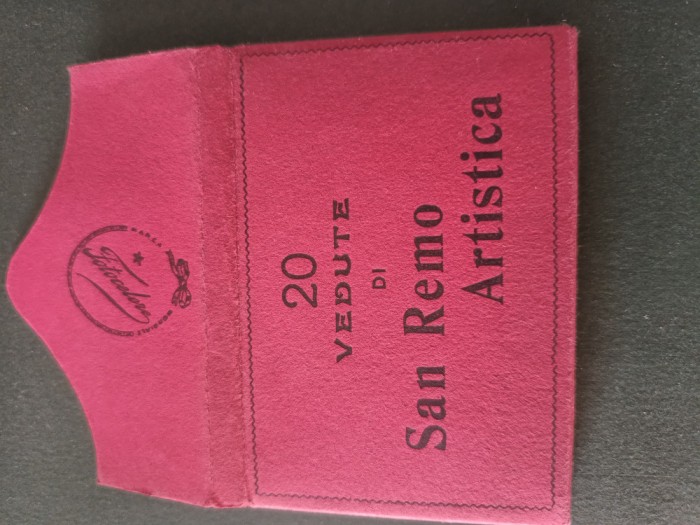 20
VEDUTE
DI
San Remo
Artistica